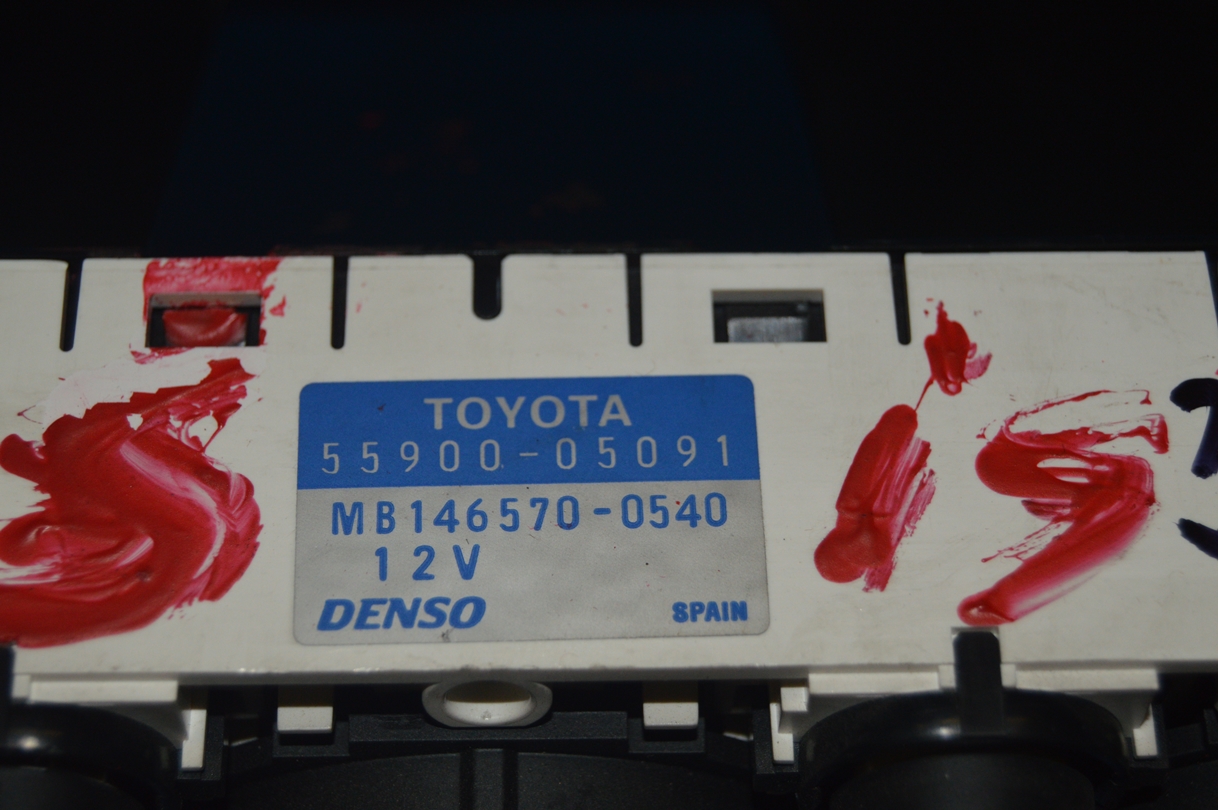 TOYOTA
55900-05091
MB146570-0540
12V
DENSO SPAIN